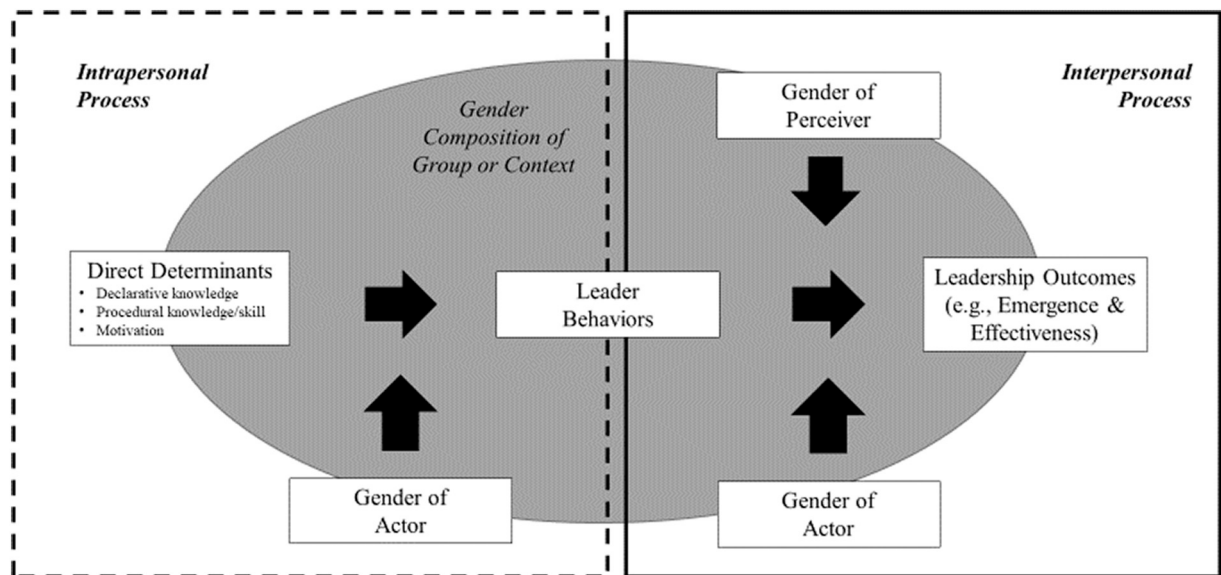 Intrapersonal
Process
Gender
Composition of
Group or Context
Gender of
Perceiver
Interpersonal
Process
Direct Determinants
• Declarative knowledge
• Procedural knowledge/skill
• Motivation
Leader
Behaviors
Leadership Outcomes
(e.g., Emergence &
Effectiveness)
Gender of
Actor
Gender of
Actor